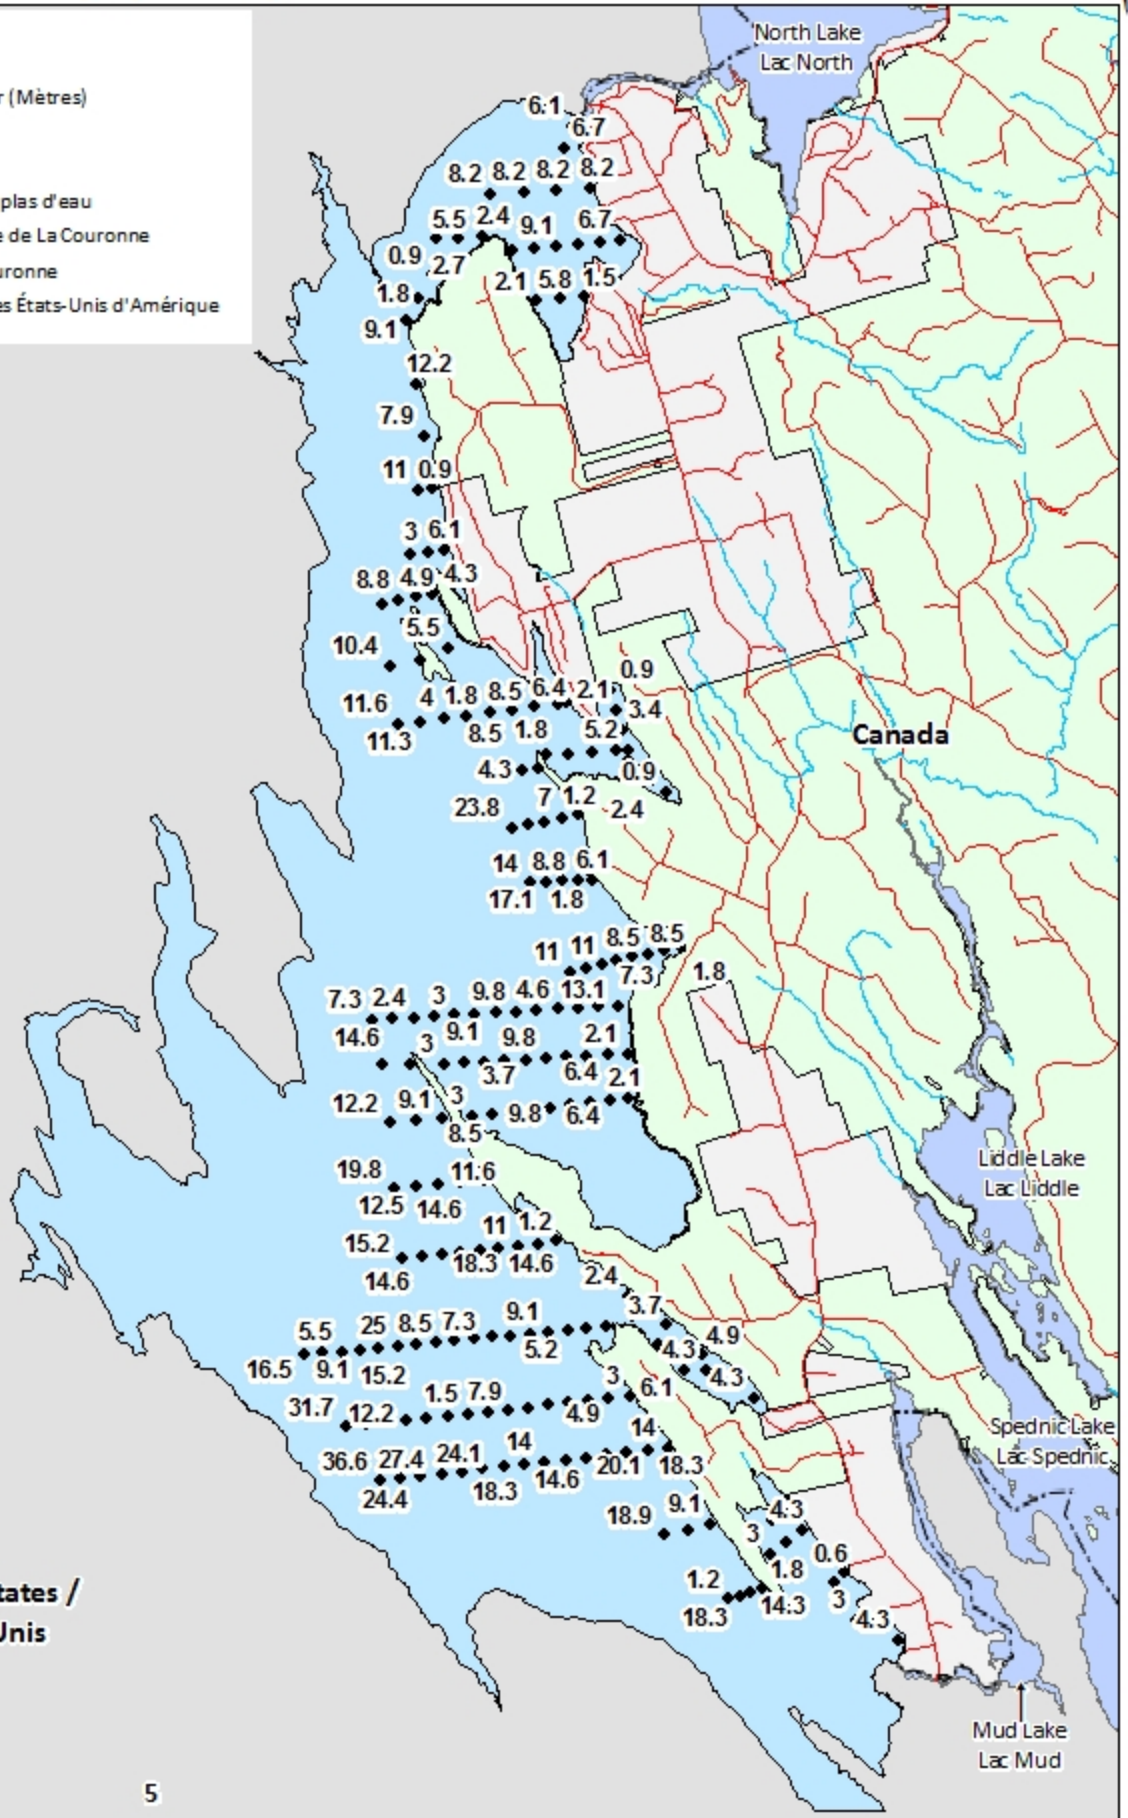 North Lake
Lac North
r (Mètres)
6.1
6.7
8.2 8.2 8.2 8.2
plas d'eau
5.5 2.4 9.1 6.7
e de La Couronne
0.9 2.7
uronne
2.1 5.8 1.5
1.8
es États-Unis d'Amérique
9.1
12.2
7.9
11 0.9
3 6.1
8.8 4.9 4.3
5.5
10.4
0.9
11.6 4 1.8 8.5 6.4 2.1
3.4
11.3 8.5 1.8 5.2
Canada
4.3 0.9
23.8 7 1.2 2.4
14 8.8 6.1
17.1 1.8
11 11 8.5 8.5
7.3 1.8
7.3 2.4 3 9.8 4.6 13.1
14.6 3 9.1 9.8 2.1
3.7 6.4 2.1
12.2 9.1 3 9.8 6.4
8.5
19.8 11.6
Liddle Lake
Lac Liddle
12.5 14.6
11 1.2
15.2
18.3 14.6
14.6 2.4
3.7
5.5 25 8.5 7.3 9.1
4.9
5.2 4.3
16.5 9.1 15.2
3 6.1 4.3
31.7 12.2 1.5 7.9 4.9
14
Spednic Lake
Lac Spednic
36.6 27.4 24.1 14
20.1 18.3
24.4 18.3 14.6
18.9 9.1 4.3
3
0.6
1.8
1.2
14.3 3
18.3 4.3
tates /
Unis
Mud Lake
Lac Mud
5